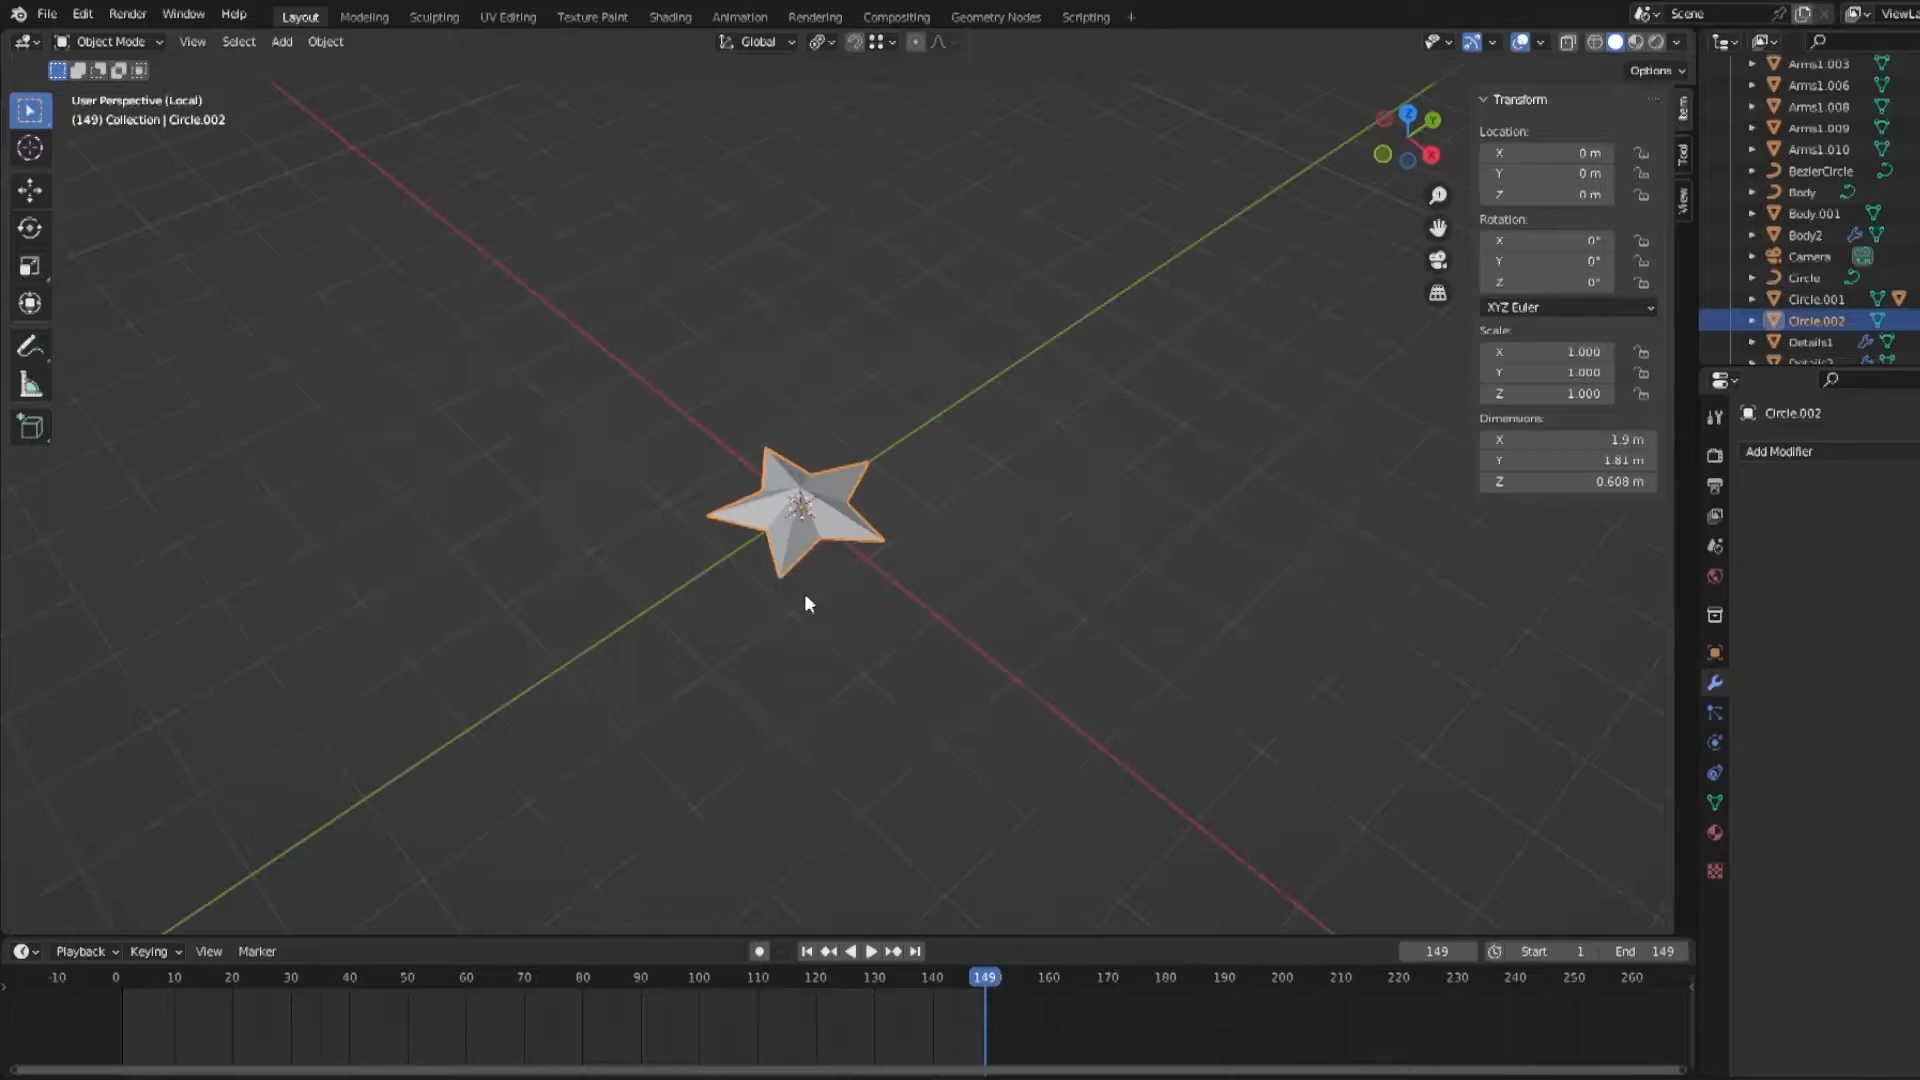 File Edit Render Window Help Layout Modeling Sculpting UV Editing Texture Paint Shading Animation Rendering Compositing Geometry Nodes Scripting +
Scene
ViewLa
Object Mode View Select Add Object
Global
Options
User Perspective (Local)
(149) Collection | Circle.002
Transform
Location:
X 0 m
Y 0 m
Z 0 m
Rotation:
X 0°
Y 0°
Z 0°
XYZ Euler
Scale:
X 1.000
Y 1.000
Z 1.000
Dimensions:
X 1.9 m
Y 1.81 m
Z 0.608 m
Item
Tool
View
Z
Y
X
Arms1.003
Arms1.006
Arms1.008
Arms1.009
Arms1.010
BezierCircle
Body
Body.001
Body2
Camera
Circle
Circle.001
Circle.002
Details1
Circle.002
Add Modifier
Playback Keying View Marker
149 Start 1 End 149
-10 0 10 20 30 40 50 60 70 80 90 100 110 120 130 140 149 160 170 180 190 200 210 220 230 240 250 260